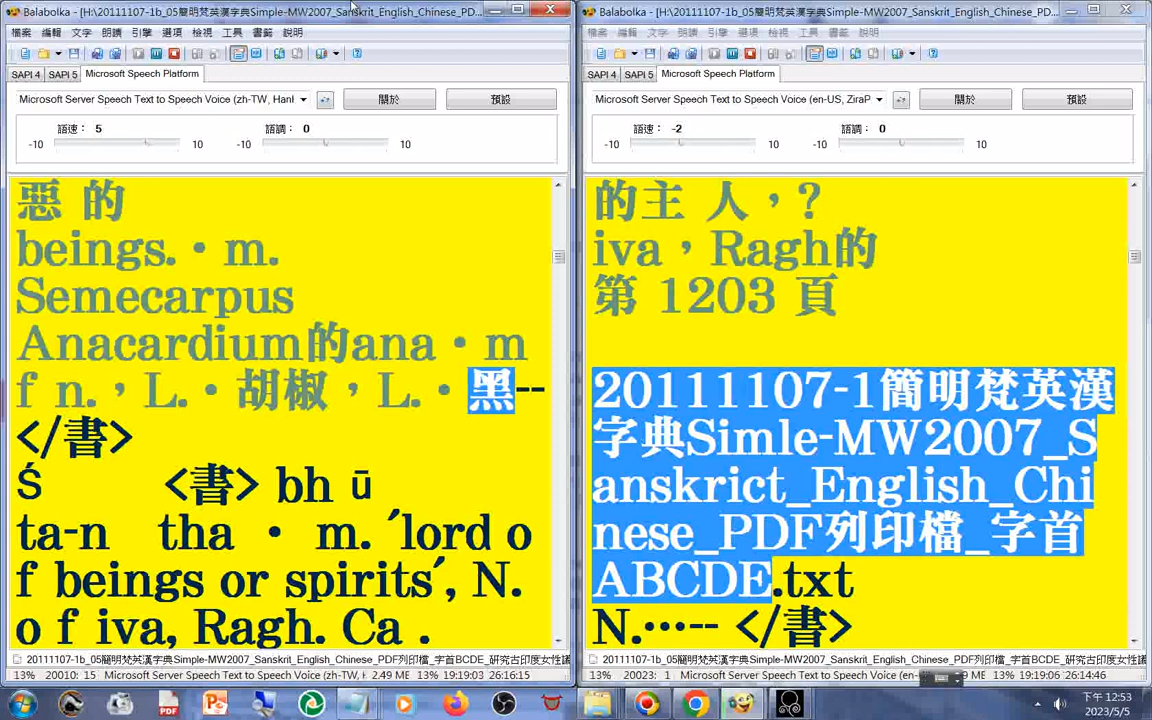 Balabolka - [H:\20111107-1b_05簡明梵英漢字典Simple-MW2007_Sanskrit_English_Chinese_PD...
檔案 編輯 文字 朗讀 引擎 選項 檢視 工具 書籤 說明
SAPI 4 SAPI 5 Microsoft Speech Platform
Microsoft Server Speech Text to Speech Voice (zh-TW, Hanl
關於 預設
語速： 5 語調： 0
-10 10 -10 10
惡 的
beings.·m.
Semecarpus
Anacardium的ana·m
f n.，L.·胡椒，L.·黑--
</書>
Ś <書> bh ū
ta-n tha · m. ´lord o
f beings or spirits´, N.
o f iva, Ragh. Ca .
20111107-1b_05簡明梵英漢字典Simple-MW2007_Sanskrit_English_Chinese_PDF列印檔_字首BCDE_研究古印度女性議
13% 20010: 15 Microsoft Server Speech Text to Speech Voice (zh-TW, H 2.49 ME 13% 19:19:03 26:16:15
Balabolka - [H:\20111107-1b_05簡明梵英漢字典Simple-MW2007_Sanskrit_English_Chinese_PD...
檔案 編輯 文字 朗讀 引擎 選項 檢視 工具 書籤 說明
SAPI 4 SAPI 5 Microsoft Speech Platform
Microsoft Server Speech Text to Speech Voice (en-US, ZiraP
關於 預設
語速： -2 語調： 0
-10 10 -10 10
的主 人，?
iva，Ragh的
第 1203 頁
20111107-1簡明梵英漢
字典Simle-MW2007_S
anskrict_English_Chi
nese_PDF列印檔_字首
ABCDE.txt
N.…-- </書>
20111107-1b_05簡明梵英漢字典Simple-MW2007_Sanskrit_English_Chinese_PDF列印檔_字首BCDE_研究古印度女性議
13% 20023: 1 Microsoft Server Speech Text to Speech Voice (e 9 ME 13% 19:19:06 26:14:46
下午 12:53
2023/5/5